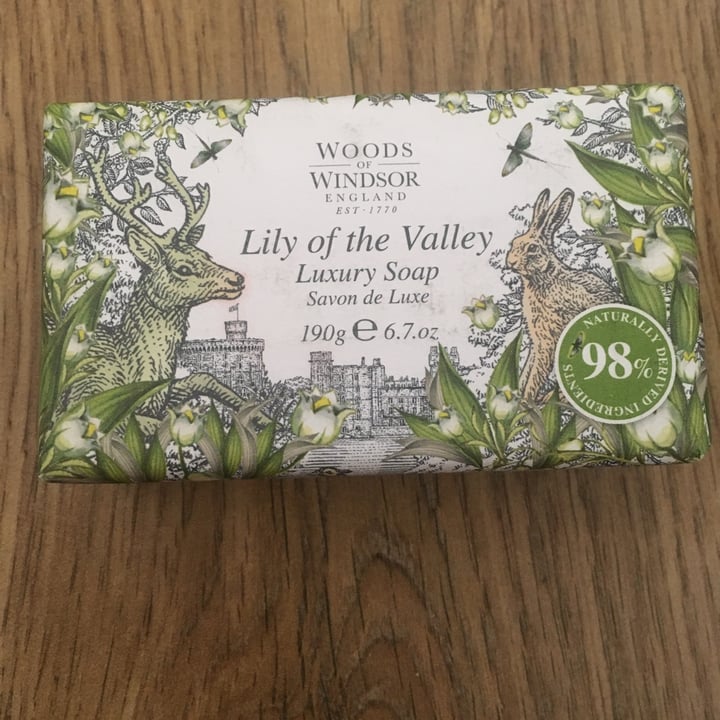 WOODS
OF
WINDSOR
ENGLAND
EST·1770
Lily of the Valley
Luxury Soap
Savon de Luxe
190g ℮ 6.7.oz
NATURALLY DERIVED INGREDIENTS
98%